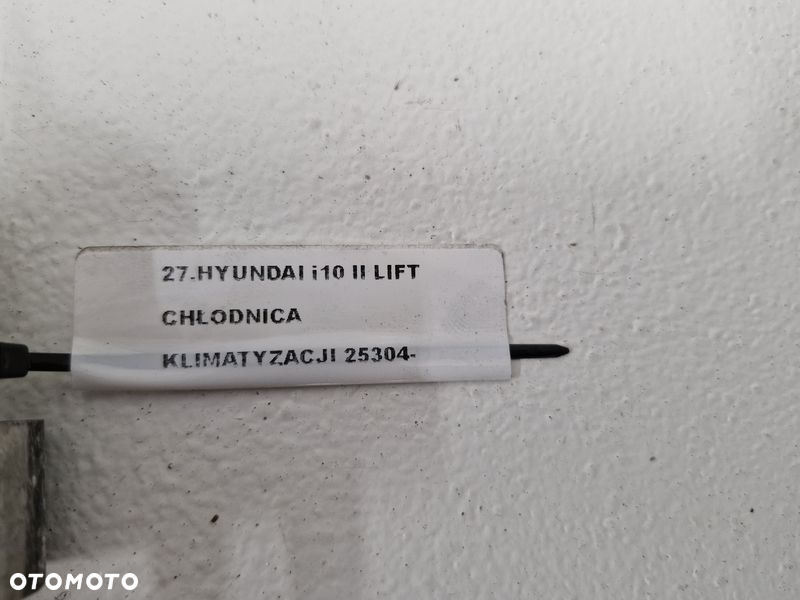 27.HYUNDAI i10 II LIFT
CHŁODNICA
KLIMATYZACJI 25304-
OTOMOTO